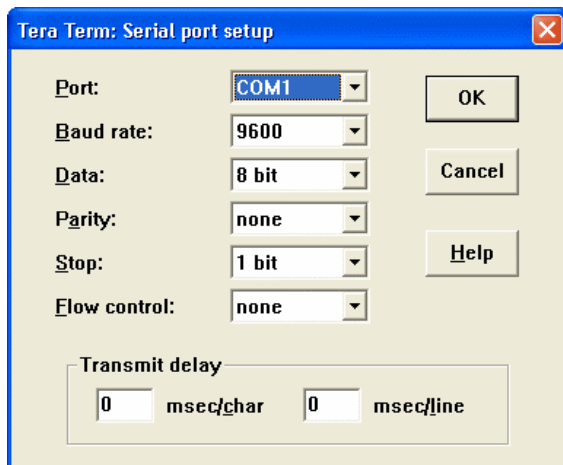 Tera Term: Serial port setup
Port: COM1
OK
Baud rate: 9600
Data: 8 bit
Cancel
Parity: none
Stop: 1 bit
Help
Flow control: none
Transmit delay
0 msec/char 0 msec/line